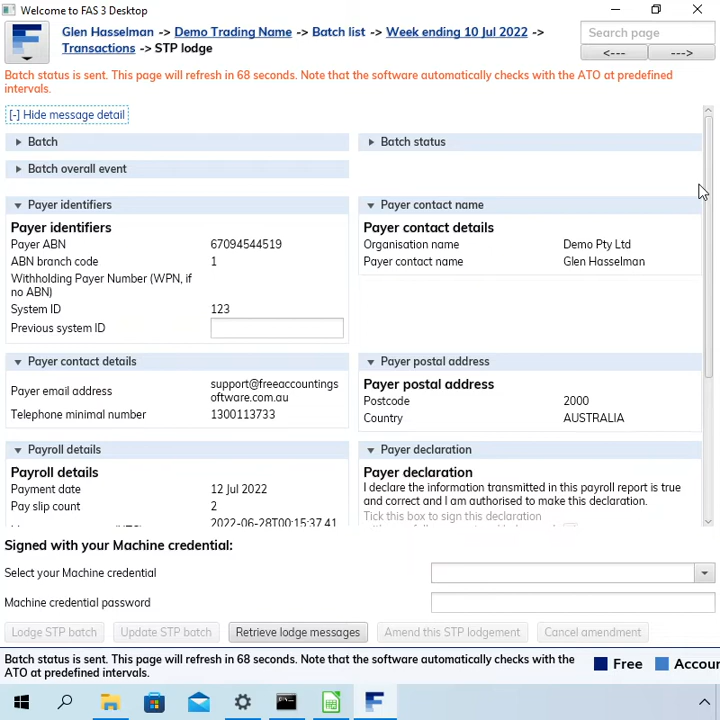 Welcome to FAS 3 Desktop
Glen Hasselman -> Demo Trading Name -> Batch list -> Week ending 10 Jul 2022 ->
Transactions -> STP lodge
Search page
<---
--->
Batch status is sent. This page will refresh in 68 seconds. Note that the software automatically checks with the ATO at predefined
intervals.
[-] Hide message detail
Batch
Batch status
Batch overall event
Payer identifiers
Payer identifiers
Payer ABN 67094544519
ABN branch code 1
Withholding Payer Number (WPN, if
no ABN)
System ID 123
Previous system ID
Payer contact name
Payer contact details
Organisation name Demo Pty Ltd
Payer contact name Glen Hasselman
Payer contact details
Payer email address support@freeaccountings
oftware.com.au
Telephone minimal number 1300113733
Payer postal address
Payer postal address
Postcode 2000
Country AUSTRALIA
Payroll details
Payroll details
Payment date 12 Jul 2022
Pay slip count 2
2022-06-28T00:15:37.41
Payer declaration
Payer declaration
I declare the information transmitted in this payroll report is true
and correct and I am authorised to make this declaration.
Tick this box to sign this declaration
Signed with your Machine credential:
Select your Machine credential
Machine credential password
Lodge STP batch
Update STP batch
Retrieve lodge messages
Amend this STP lodgement
Cancel amendment
Batch status is sent. This page will refresh in 68 seconds. Note that the software automatically checks with the
ATO at predefined intervals.
Free
Accour